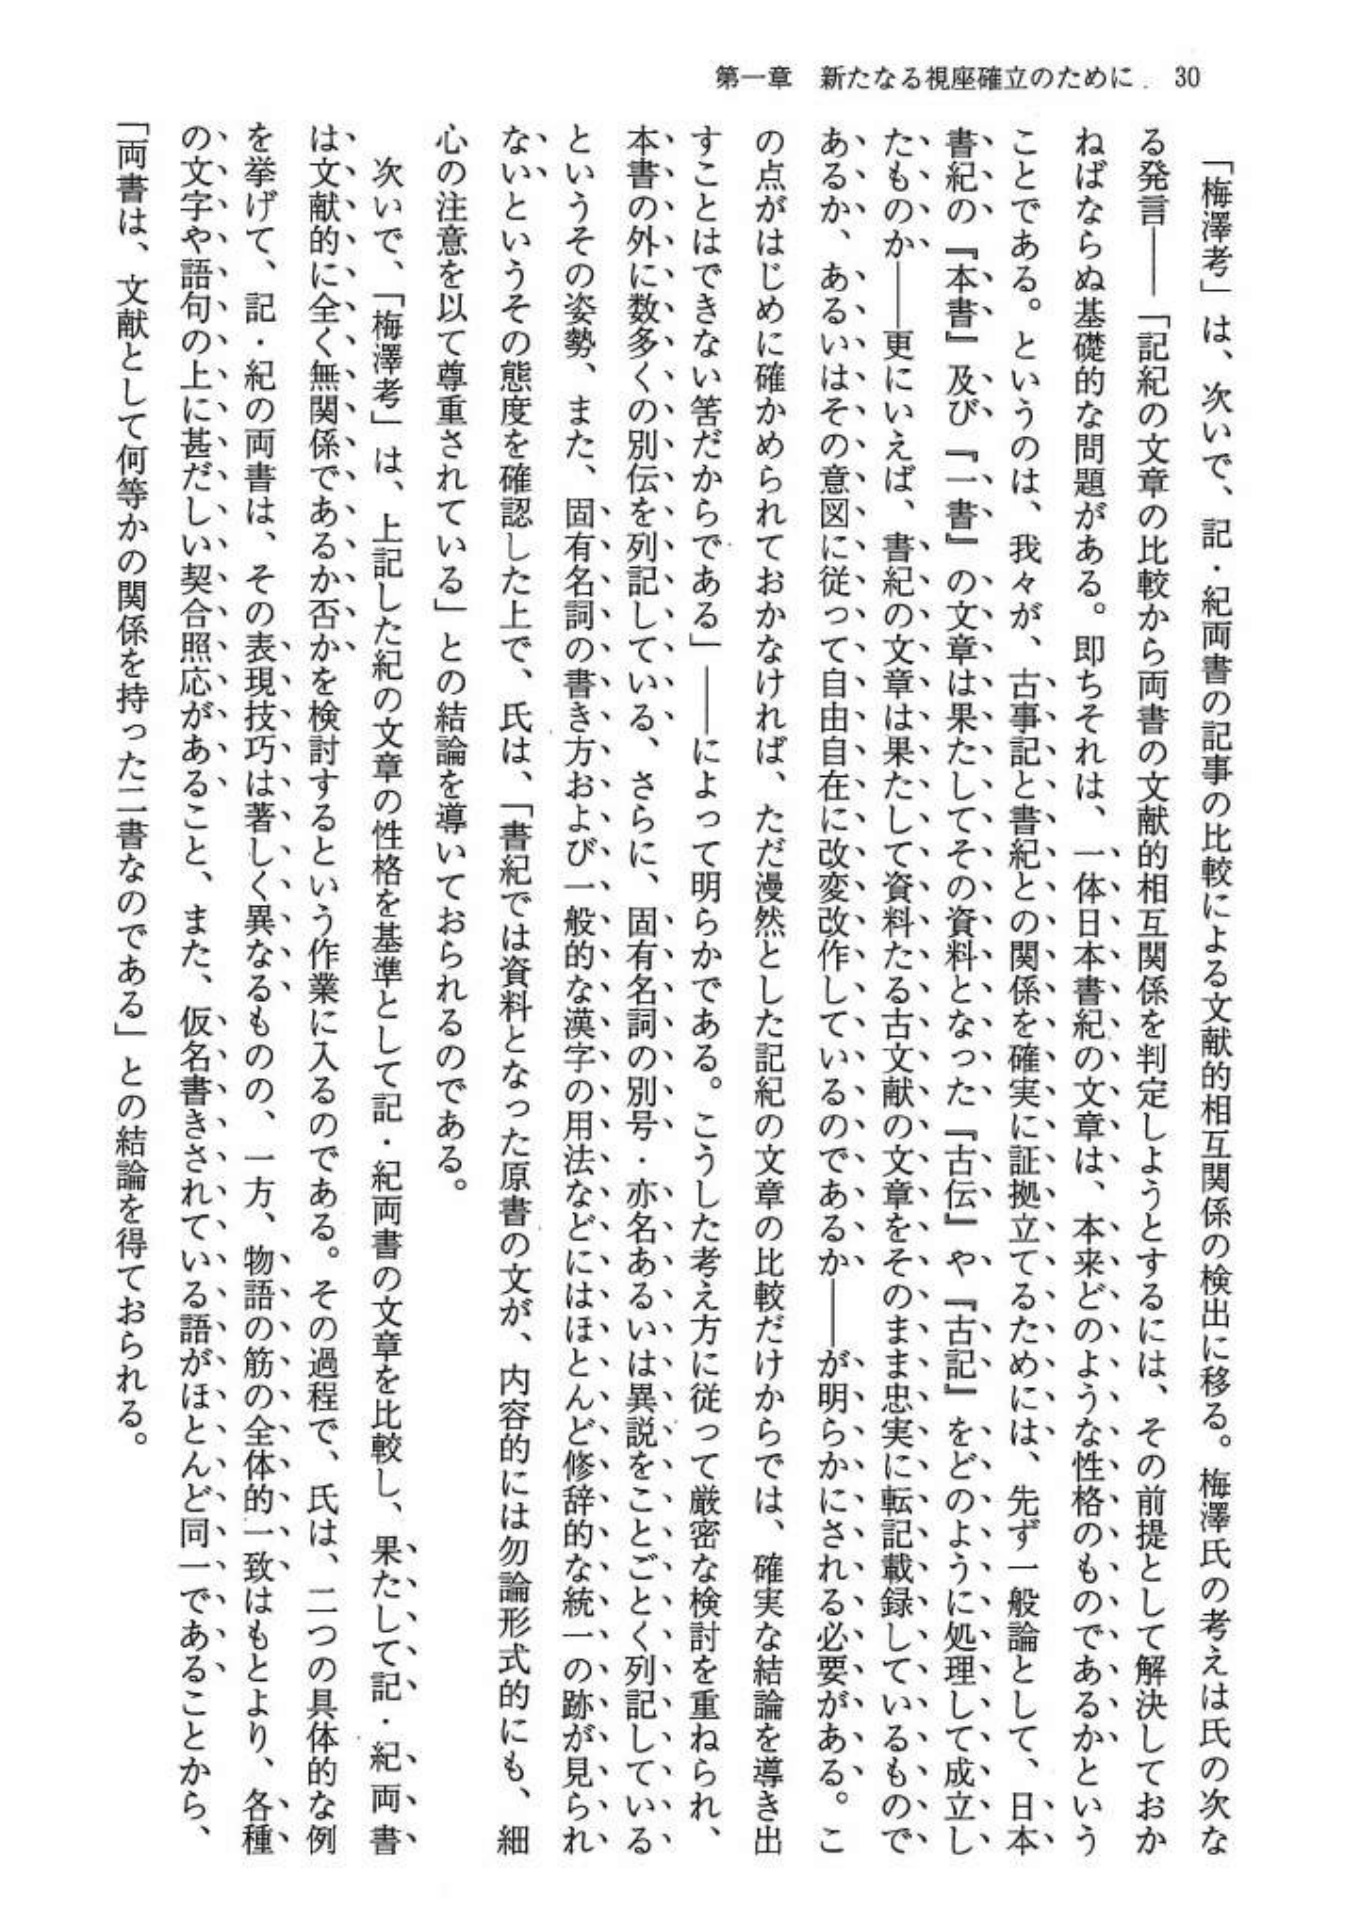 第一章　新たなる視座確立のために　30
「梅澤考」は、次いで、記・紀両書の記事の比較による文献的相互関係の検出に移る。梅澤氏の考えは氏の次な
る発言――「記紀の文章の比較から両書の文献的相互関係を判定しようとするには、その前提として解決しておか
ねばならぬ基礎的な問題がある。即ちそれは、一体日本書紀の文章は、本来どのような性格のものであるかという
ことである。というのは、我々が、古事記と書紀との関係を確実に証拠立てるためには、先ず一般論として、日本
書紀の『本書』及び『一書』の文章は果たしてその資料となった『古伝』や『古記』をどのように処理して成立し
たものか――更にいえば、書紀の文章は果たして資料たる古文献の文章をそのまま忠実に転記載録しているもので
あるか、あるいはその意図に従って自由自在に改変改作しているのであるか――が明らかにされる必要がある。こ
の点がはじめに確かめられておかなければ、ただ漫然とした記紀の文章の比較だけからでは、確実な結論を導き出
すことはできない筈だからである」――によって明らかである。こうした考え方に従って厳密な検討を重ねられ、
本書の外に数多くの別伝を列記している、さらに、固有名詞の別号・亦名あるいは異説をことごとく列記している
というその姿勢、また、固有名詞の書き方および一般的な漢字の用法などにはほとんど修辞的な統一の跡が見られ
ないというその態度を確認した上で、氏は、「書紀では資料となった原書の文が、内容的には勿論形式的にも、細
心の注意を以て尊重されている」との結論を導いておられるのである。
次いで、「梅澤考」は、上記した紀の文章の性格を基準として記・紀両書の文章を比較し、果たして記・紀両書
は文献的に全く無関係であるか否かを検討するという作業に入るのである。その過程で、氏は、二つの具体的な例
を挙げて、記・紀の両書は、その表現技巧は著しく異なるものの、一方、物語の筋の全体的一致はもとより、各種
の文字や語句の上に甚だしい契合照応があること、また、仮名書きされている語がほとんど同一であることから、
「両書は、文献として何等かの関係を持った二書なのである」との結論を得ておられる。